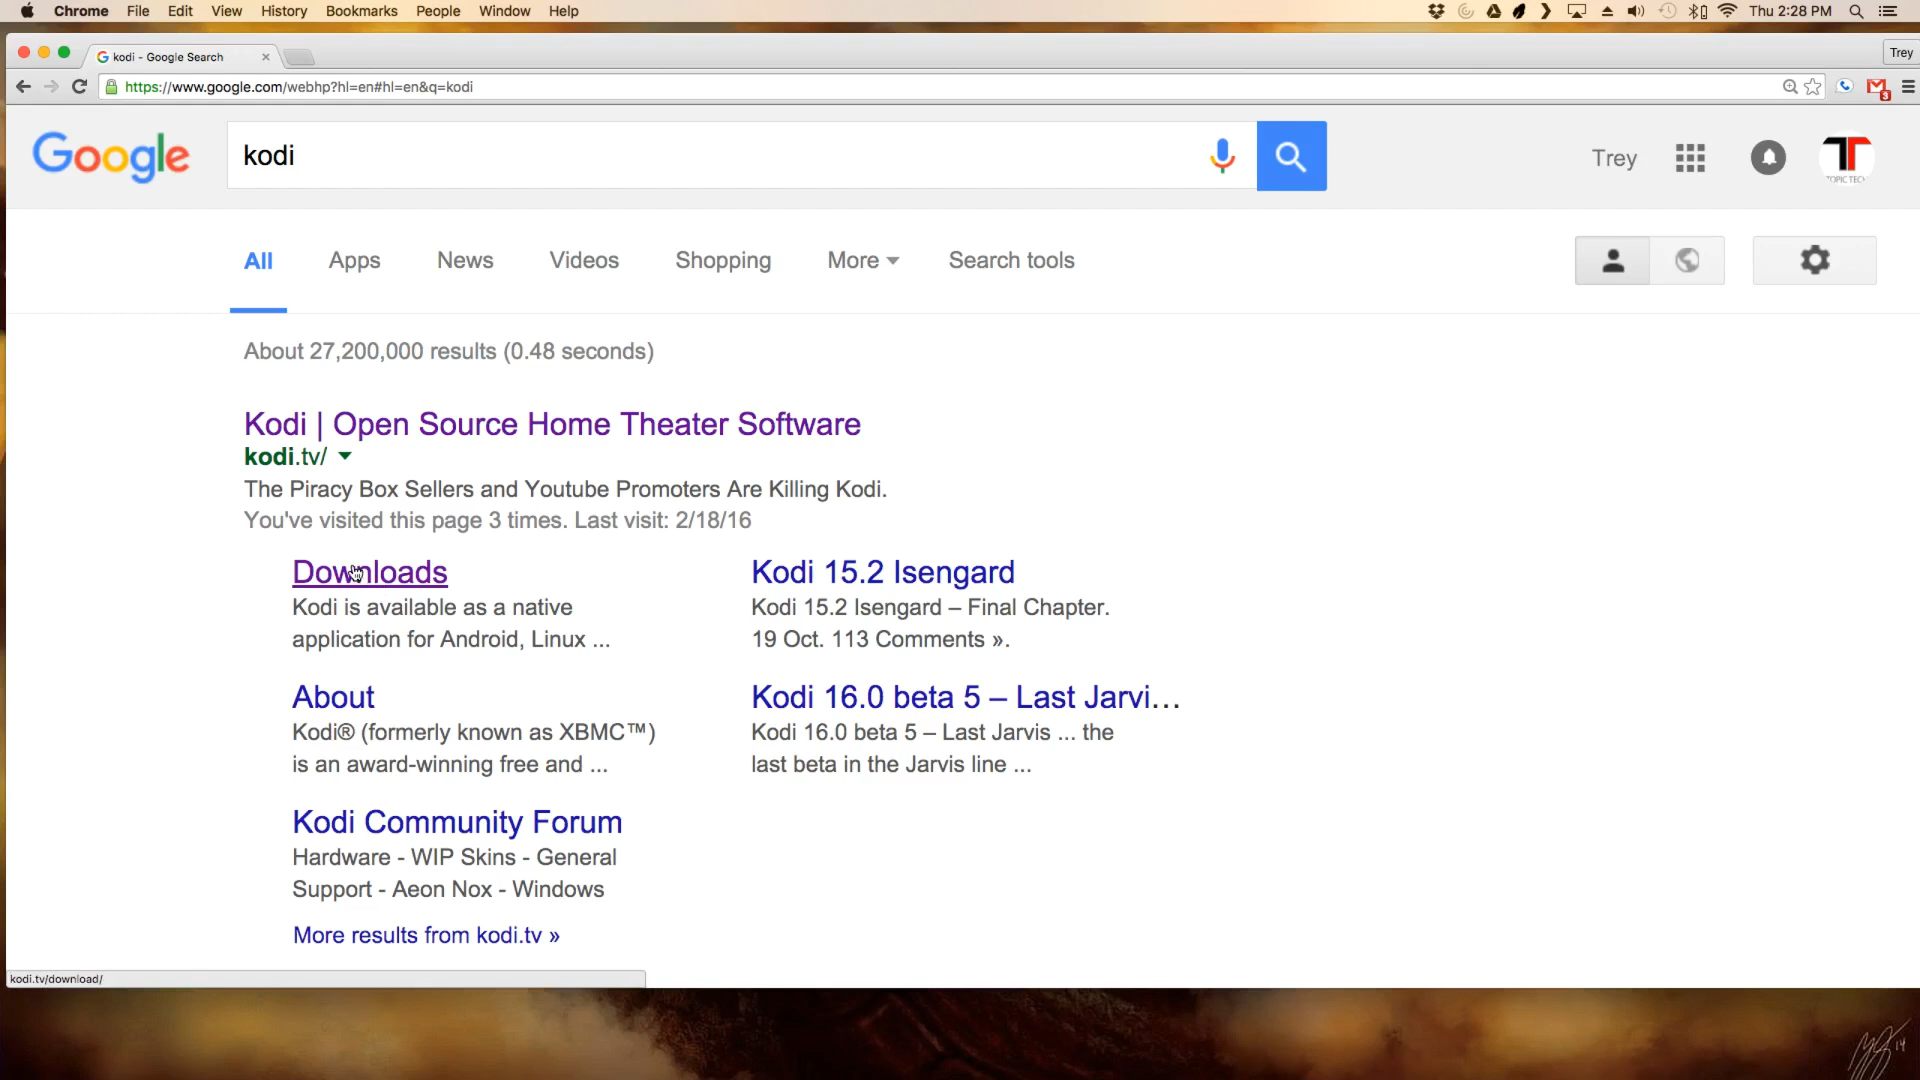 Chrome File Edit View History Bookmarks People Window Help Thu 2:28 PM
kodi - Google Search Trey
https://www.google.com/webhp?hl=en#hl=en&q=kodi 3
Google kodi Trey TOPIC TECH
All Apps News Videos Shopping More Search tools
About 27,200,000 results (0.48 seconds)
Kodi | Open Source Home Theater Software
kodi.tv/
The Piracy Box Sellers and Youtube Promoters Are Killing Kodi.
You've visited this page 3 times. Last visit: 2/18/16
Downloads
Kodi is available as a native
application for Android, Linux ...
Kodi 15.2 Isengard
Kodi 15.2 Isengard – Final Chapter.
19 Oct. 113 Comments ».
About
Kodi® (formerly known as XBMC™)
is an award-winning free and ...
Kodi 16.0 beta 5 – Last Jarvi...
Kodi 16.0 beta 5 – Last Jarvis ... the
last beta in the Jarvis line ...
Kodi Community Forum
Hardware - WIP Skins - General
Support - Aeon Nox - Windows
More results from kodi.tv »
kodi.tv/download/